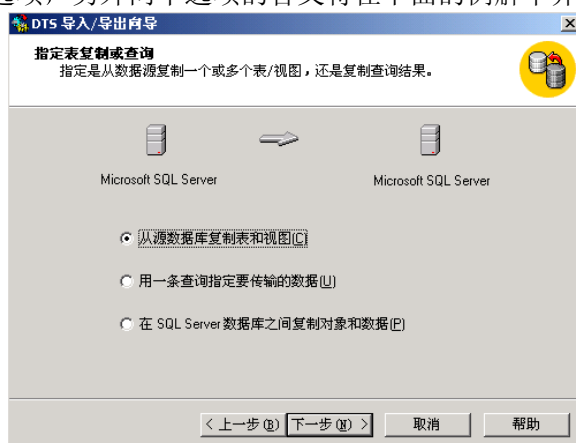 DTS 导入/导出向导
指定表复制或查询
指定是从数据源复制一个或多个表/视图，还是复制查询结果。
Microsoft SQL Server
Microsoft SQL Server
从源数据库复制表和视图(C)
用一条查询指定要传输的数据(U)
在 SQL Server 数据库之间复制对象和数据(P)
< 上一步(B) 下一步(N) > 取消 帮助